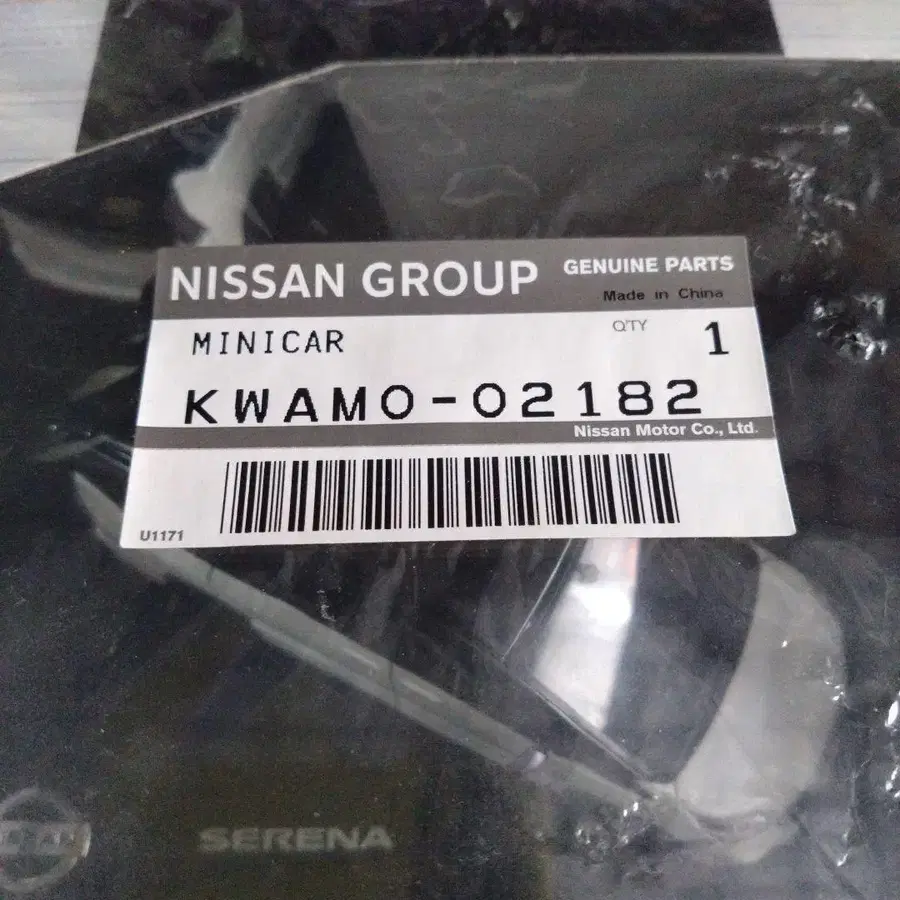 NISSAN GROUP
GENUINE PARTS
Made in China
MINICAR
Q'TY 1
KWAM0-02182
Nissan Motor Co., Ltd.
U1171
SERENA